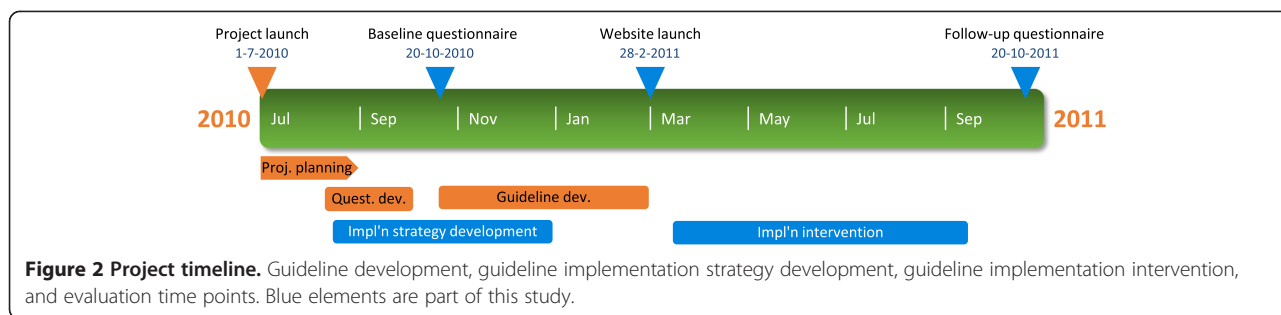 Project launch Baseline questionnaire Website launch Follow-up questionnaire
1-7-2010 20-10-2010 28-2-2011 20-10-2011
2010 Jul Sep Nov Jan Mar May Jul Sep 2011
Proj. planning
Quest. dev. Guideline dev.
Impl'n strategy development Impl'n intervention
Figure 2 Project timeline. Guideline development, guideline implementation strategy development, guideline implementation intervention,
and evaluation time points. Blue elements are part of this study.